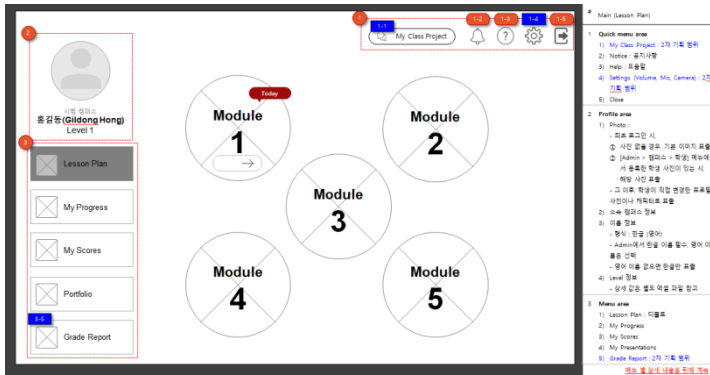 1
1-1
1-2
1-3
1-4
1-5
My Class Project
?
2
시범 캠퍼스
홍길동(Gildong Hong)
Level 1
3
Lesson Plan
My Progress
My Scores
Portfolio
3-5
Grade Report
Today
Module
1
Module
2
Module
3
Module
4
Module
5
# Main (Lesson Plan)
1 Quick menu area
1) My Class Project : 2차 기획 범위
2) Notice : 공지사항
3) Help : 도움말
4) Settings (Volume, Mic, Camera) : 2차
기획 범위
5) Close
2 Profile area
1) Photo :
- 최초 로그인 시,
① 사진 없을 경우, 기본 이미지 표출
② [Admin > 캠퍼스 > 학생] 메뉴에
서 등록한 학생 사진이 있는 시,
해당 사진 표출
- 그 이후, 학생이 직접 변경한 프로필
사진이나 캐릭터로 표출
2) 소속 캠퍼스 정보
3) 이름 정보
- 형식 : 한글 (영어)
- Admin에서 한글 이름 필수, 영어 이
름은 선택
- 영어 이름 없으면 한글만 표출
4) Level 정보
- 상세 값은 별도 엑셀 파일 참고
3 Menu area
1) Lesson Plan : 디폴트
2) My Progress
3) My Scores
4) My Presentations
5) Grade Report : 2차 기획 범위
메뉴 별 상세 내용은 뒤에 계속